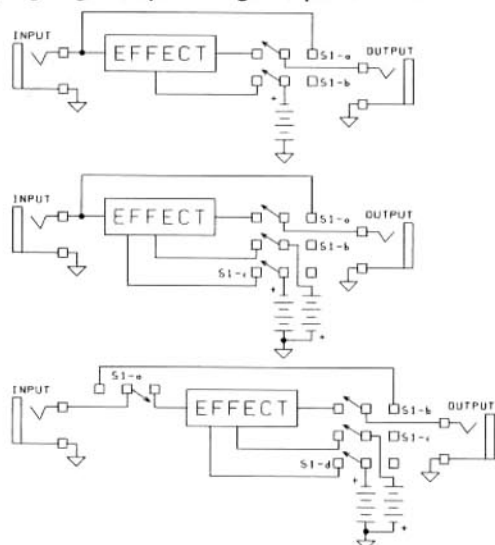 INPUT
EFFECT
S1-a
OUTPUT
S1-b
+
INPUT
EFFECT
S1-a
OUTPUT
S1-b
S1-c
+
+
S1-a
INPUT
EFFECT
S1-b
OUTPUT
S1-c
S1-d
+
+